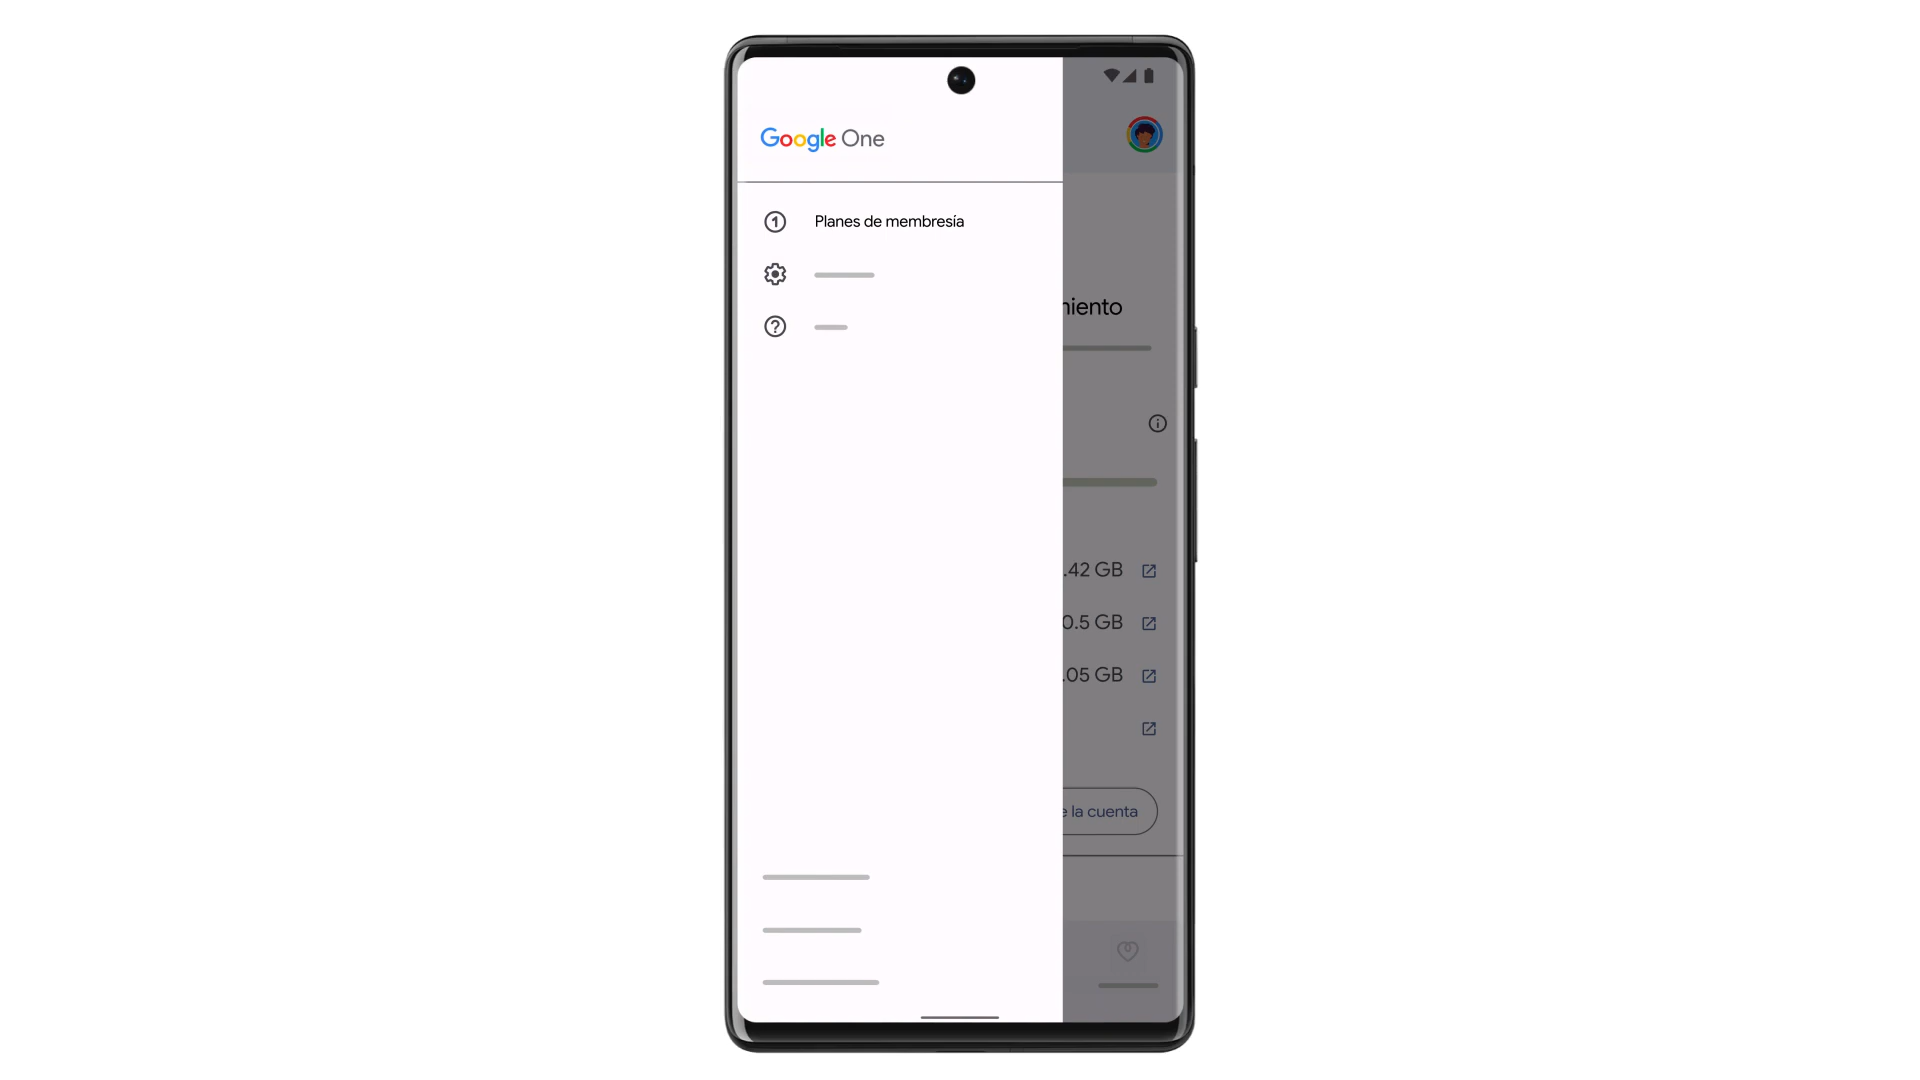 Google One
Planes de membresía
miento
.42 GB
0.5 GB
.05 GB
e la cuenta